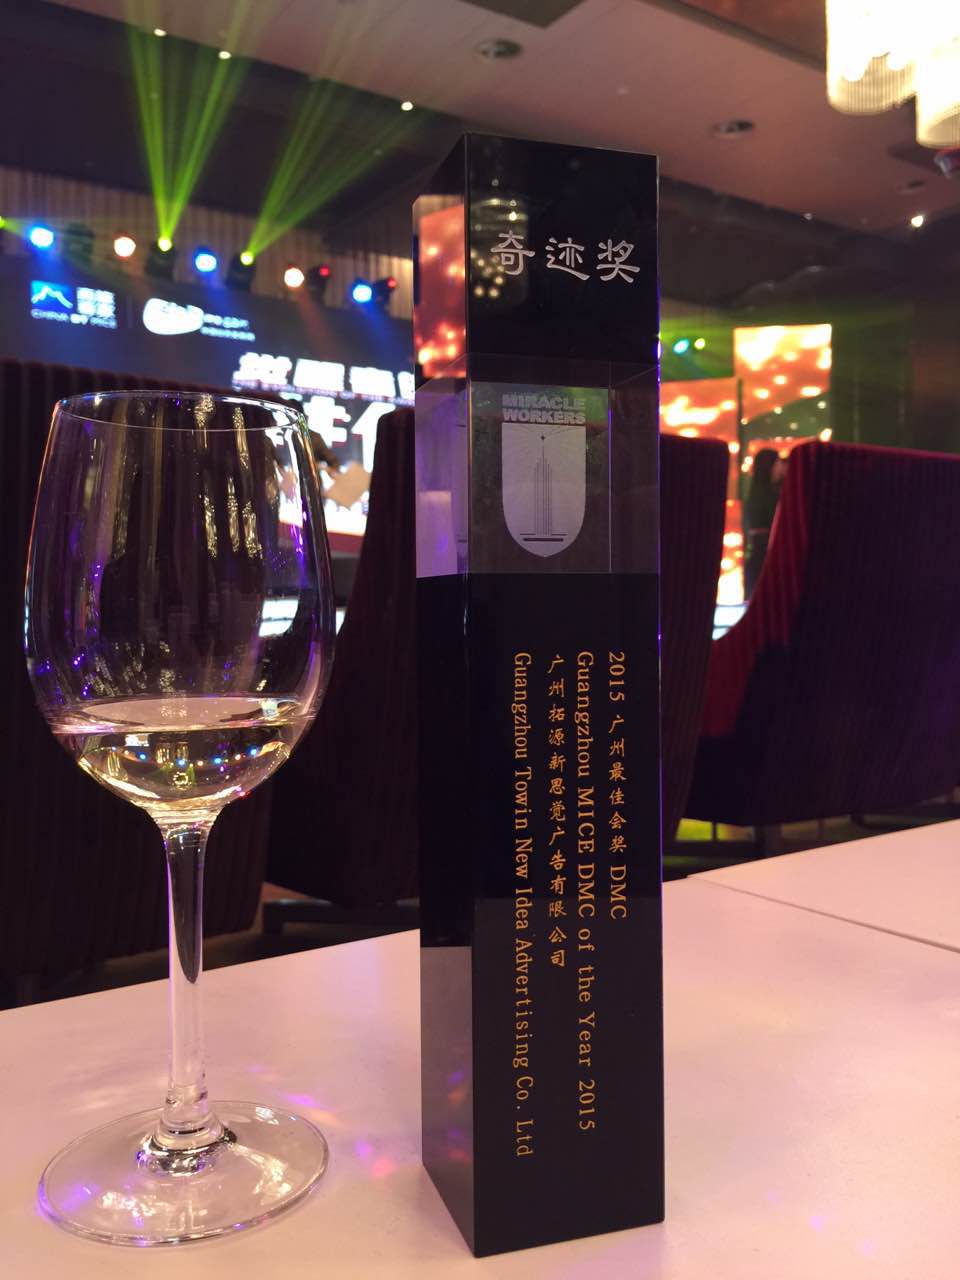 奇迹奖
MIRACLE
WORKERS
2015 广州最佳会奖 DMC
Guangzhou MICE DMC of the Year 2015
广州拓源新思觉广告有限公司
Guangzhou Towin New Idea Advertising Co. Ltd